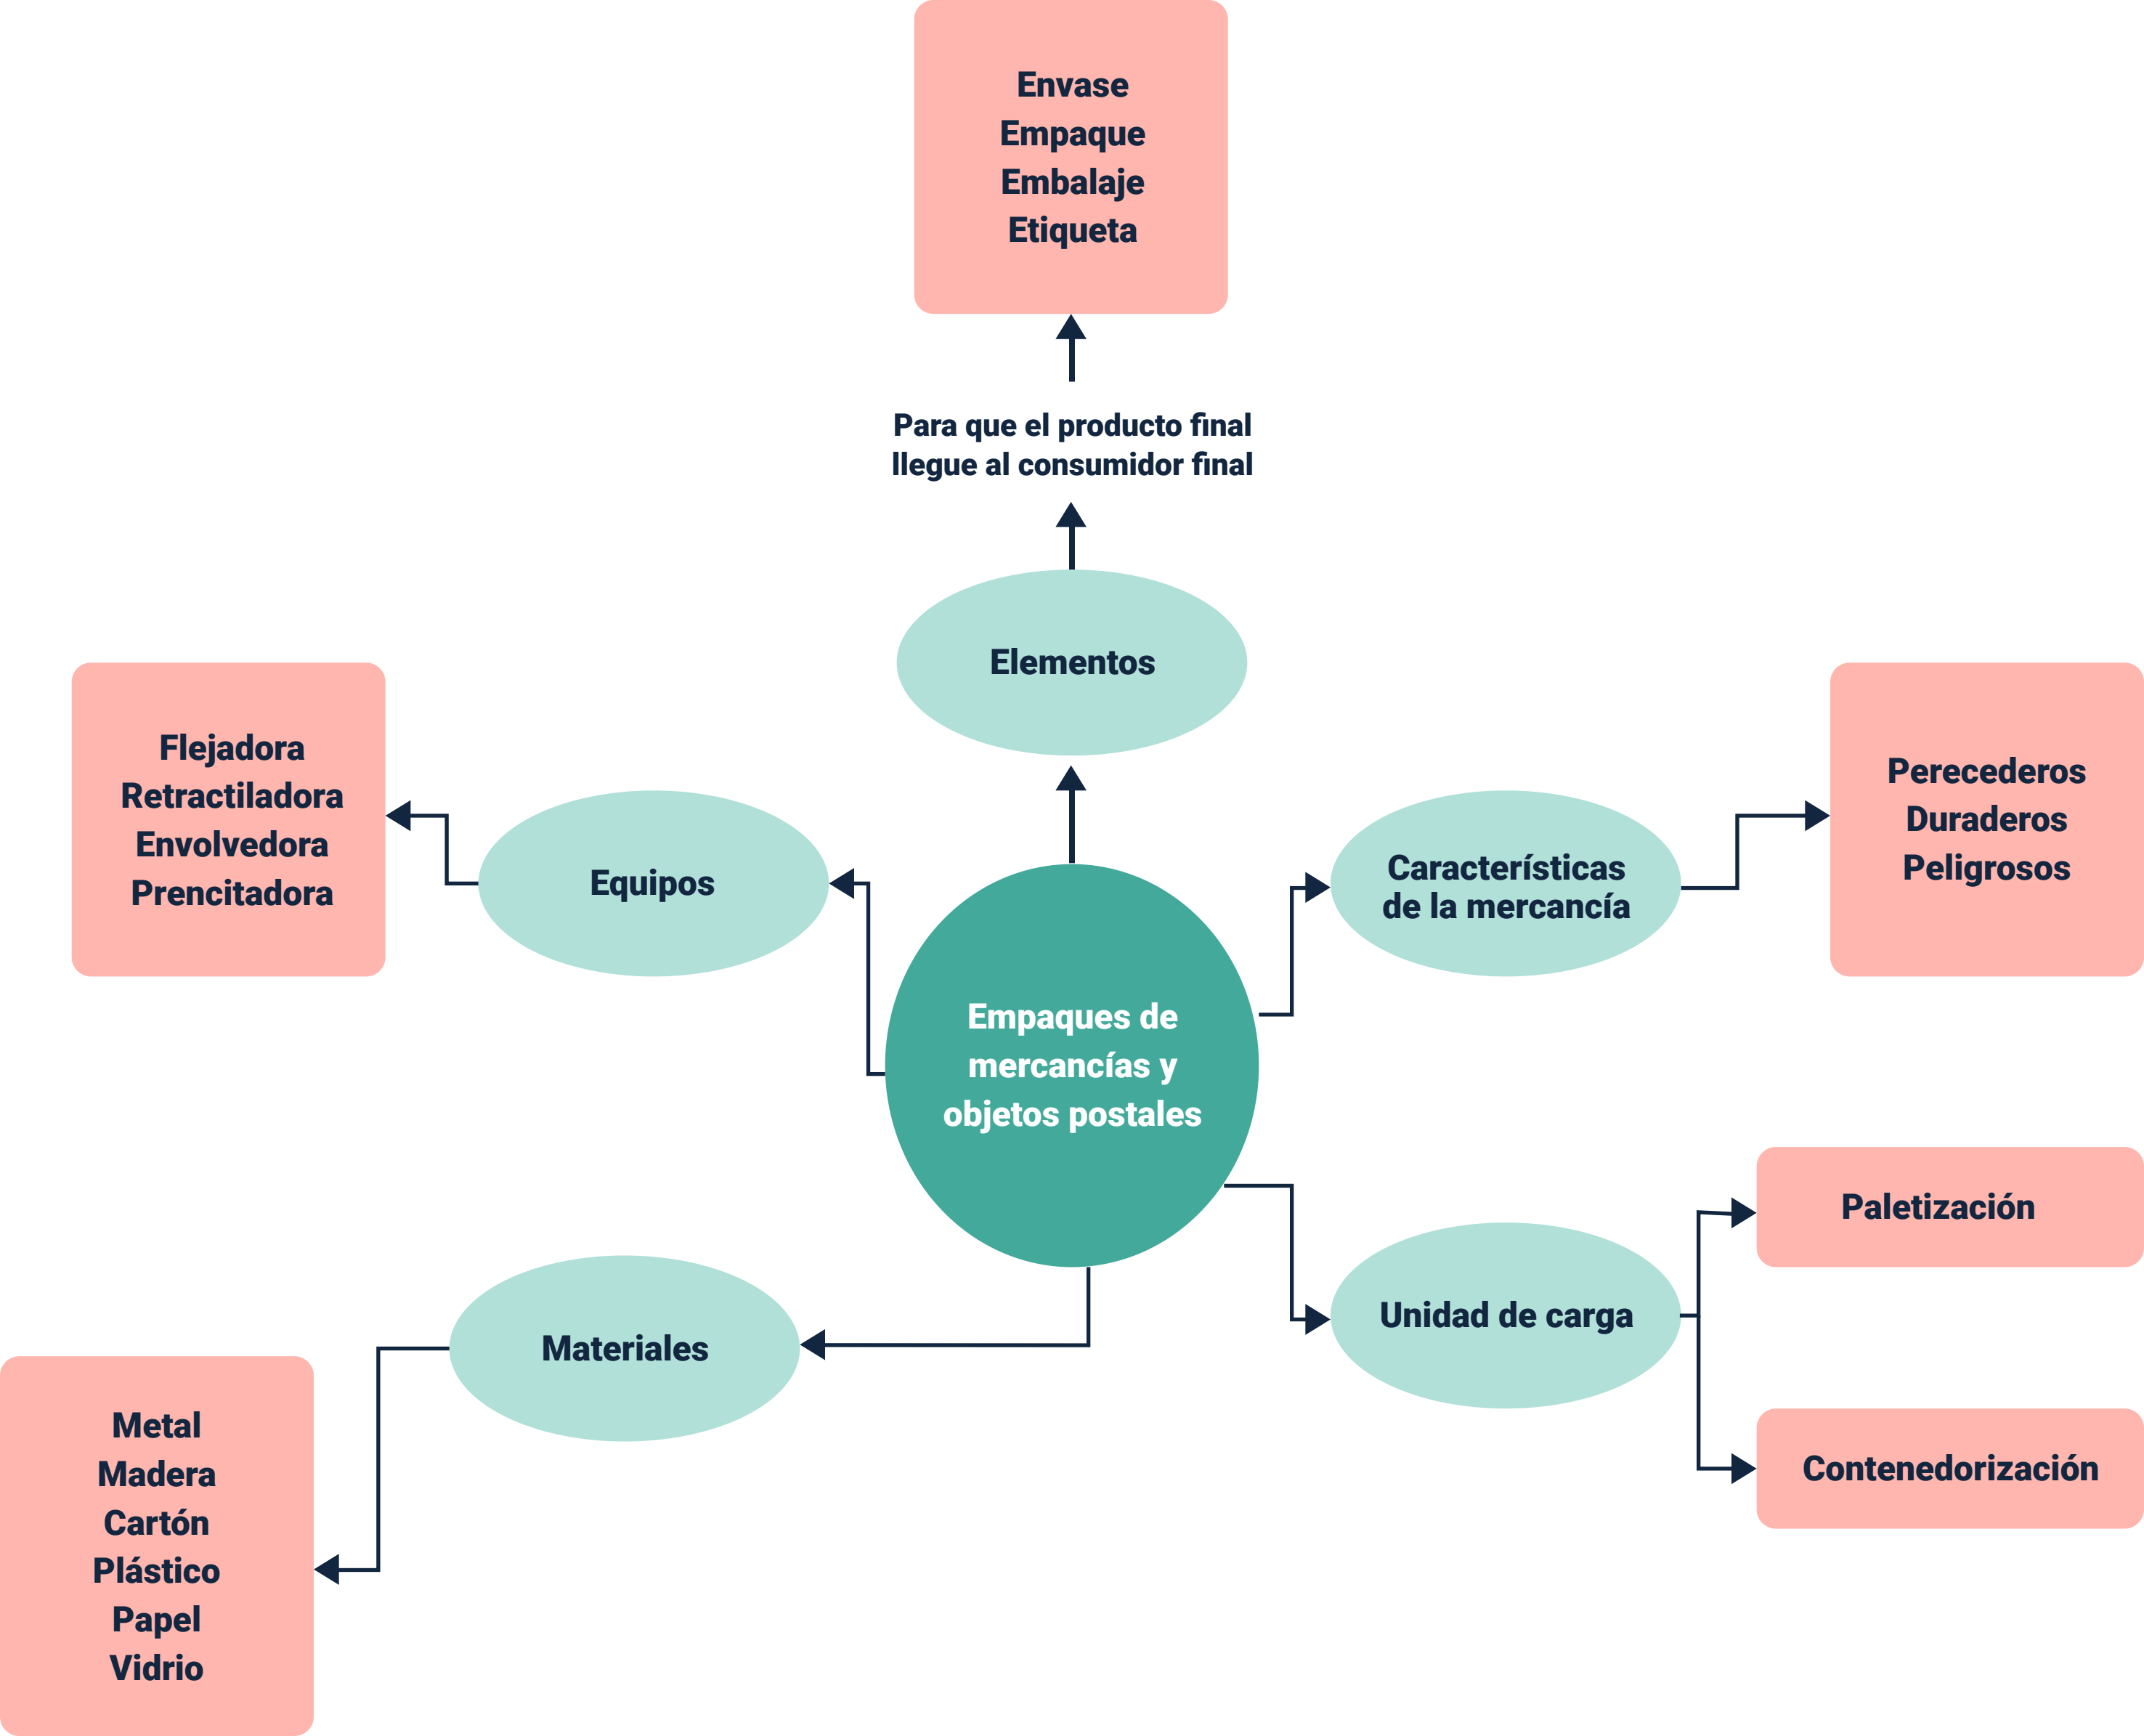 Envase
Empaque
Embalaje
Etiqueta
Para que el producto final
llegue al consumidor final
Elementos
Flejadora
Retractiladora
Envolvedora
Prencitadora
Equipos
Características
de la mercancía
Perecederos
Duraderos
Peligrosos
Empaques de
mercancías y
objetos postales
Paletización
Unidad de carga
Contenedorización
Materiales
Metal
Madera
Cartón
Plástico
Papel
Vidrio